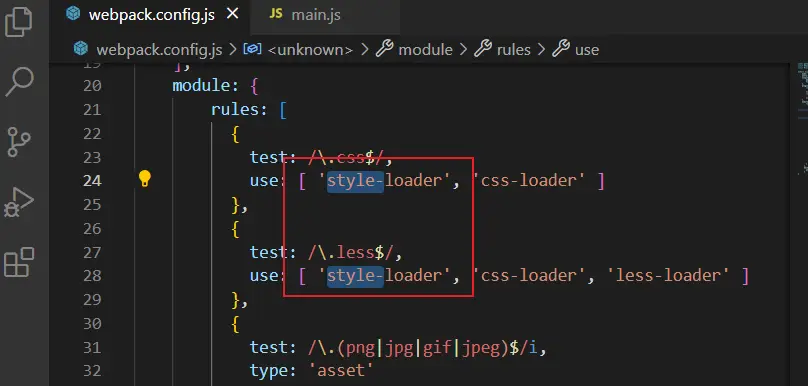 webpack.config.js × JS main.js
webpack.config.js > <unknown> > module > rules > use
19 ],
20 module: {
21 rules: [
22 {
23 test: /\.css$/,
24 use: [ 'style-loader', 'css-loader' ]
25 },
26 {
27 test: /\.less$/,
28 use: [ 'style-loader', 'css-loader', 'less-loader' ]
29 },
30 {
31 test: /\.(png|jpg|gif|jpeg)$/i,
32 type: 'asset'